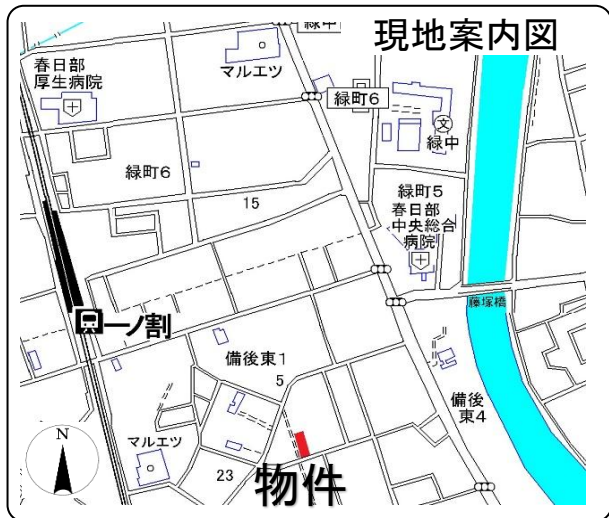 現地案内図
緑中
春日部
厚生病院
マルエツ
緑町6
文
緑中
緑町6
緑町5
15
春日部
中央総合
病院
一ノ割
藤塚橋
備後東1
5
備後
東4
マルエツ
23
N
物件